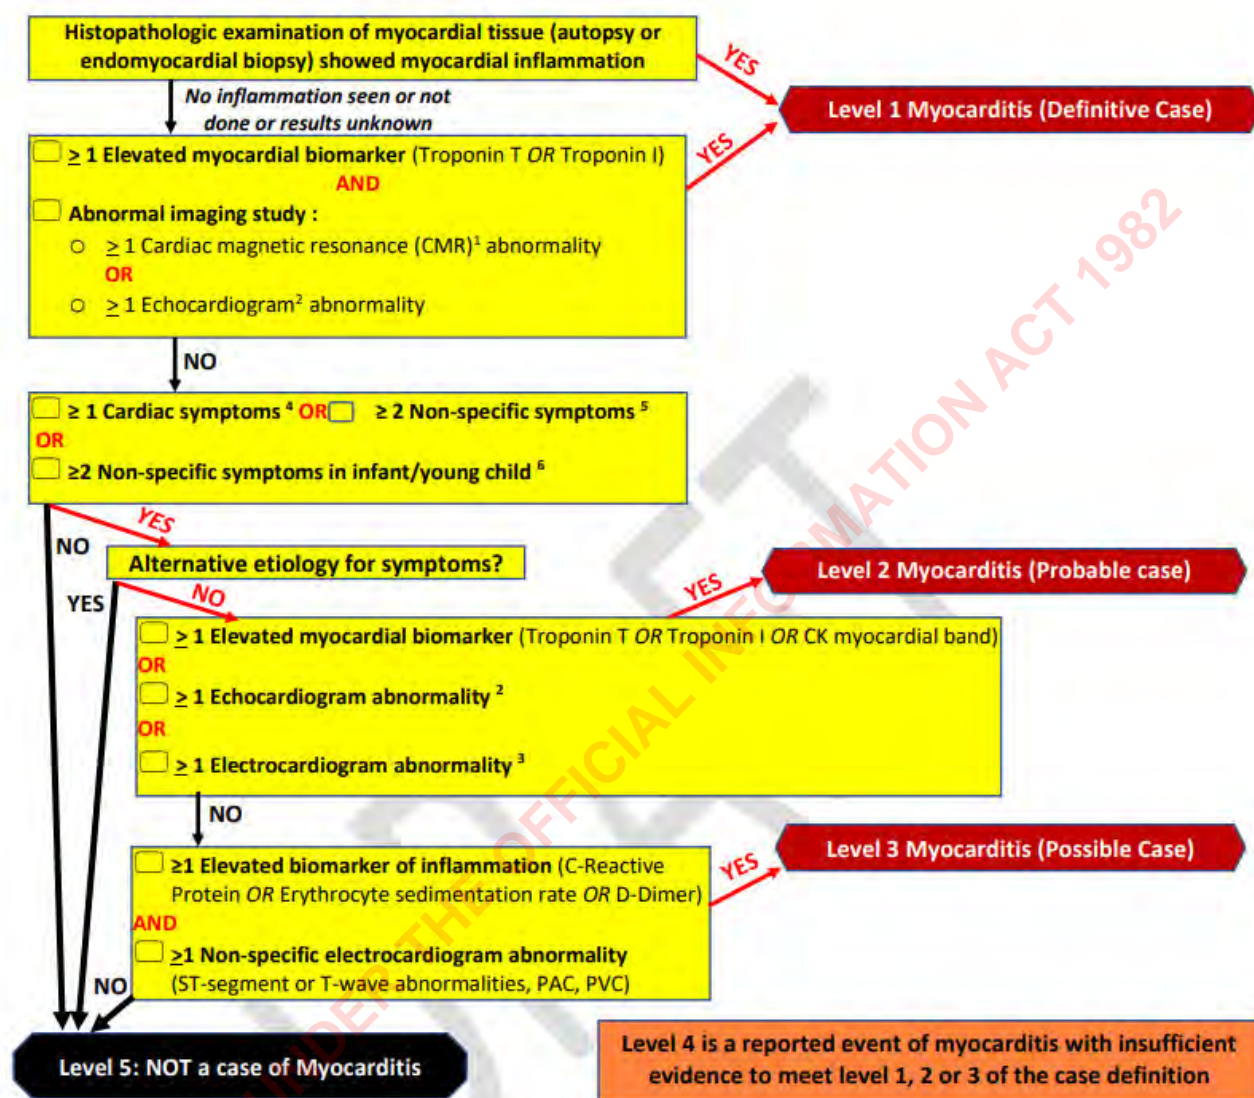 Histopathologic examination of myocardial tissue (autopsy or
endomyocardial biopsy) showed myocardial inflammation
YES
Level 1 Myocarditis (Definitive Case)
No inflammation seen or not
done or results unknown
≥ 1 Elevated myocardial biomarker (Troponin T OR Troponin I)
YES
AND
Abnormal imaging study :
○ ≥ 1 Cardiac magnetic resonance (CMR)¹ abnormality
OR
○ ≥ 1 Echocardiogram² abnormality
NO
≥ 1 Cardiac symptoms ⁴ OR ≥ 2 Non-specific symptoms ⁵
OR
≥2 Non-specific symptoms in infant/young child ⁶
YES
NO
Alternative etiology for symptoms?
YES
NO
YES
Level 2 Myocarditis (Probable case)
≥ 1 Elevated myocardial biomarker (Troponin T OR Troponin I OR CK myocardial band)
OR
≥ 1 Echocardiogram abnormality ²
OR
≥ 1 Electrocardiogram abnormality ³
NO
≥1 Elevated biomarker of inflammation (C-Reactive
Protein OR Erythrocyte sedimentation rate OR D-Dimer)
YES
Level 3 Myocarditis (Possible Case)
AND
≥1 Non-specific electrocardiogram abnormality
(ST-segment or T-wave abnormalities, PAC, PVC)
NO
Level 5: NOT a case of Myocarditis
Level 4 is a reported event of myocarditis with insufficient
evidence to meet level 1, 2 or 3 of the case definition
UNDER THE OFFICIAL INFORMATION ACT 1982